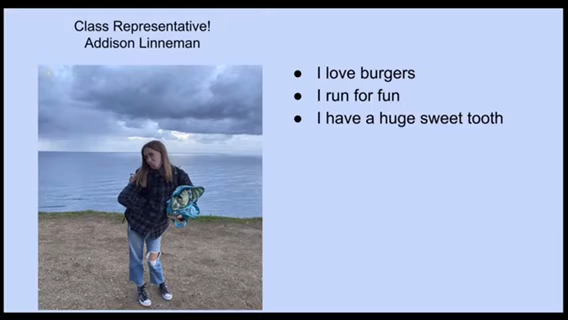 Class Representative!
Addison Linneman
● I love burgers
● I run for fun
● I have a huge sweet tooth